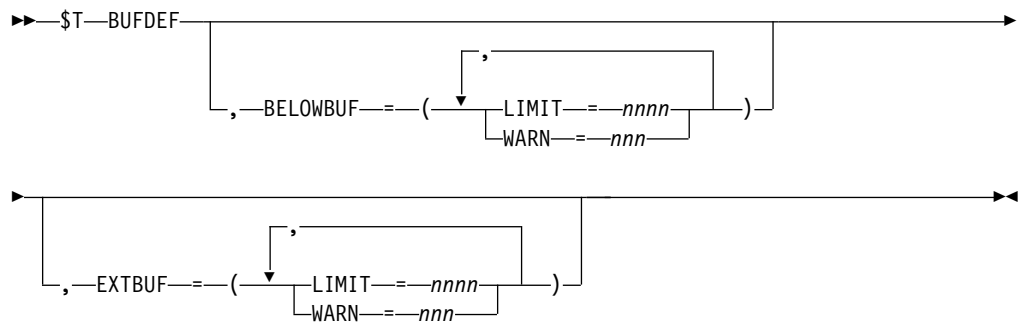 $T BUFDEF
,
, BELOWBUF = ( LIMIT = nnnn )
WARN = nnn
,
, EXTBUF = ( LIMIT = nnnn )
WARN = nnn